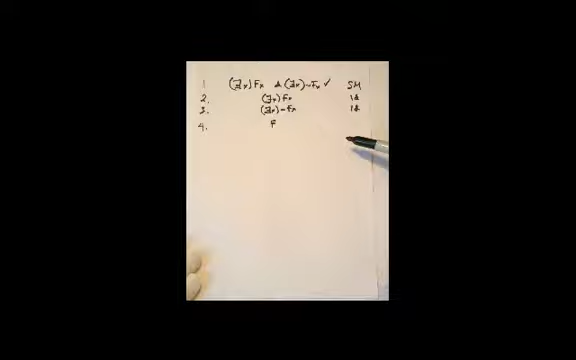 1 (∃x)Fx & (∃x)~Fx ✓ SM
2. (∃x)Fx 1&
3. (∃x)~Fx 1&
4. F